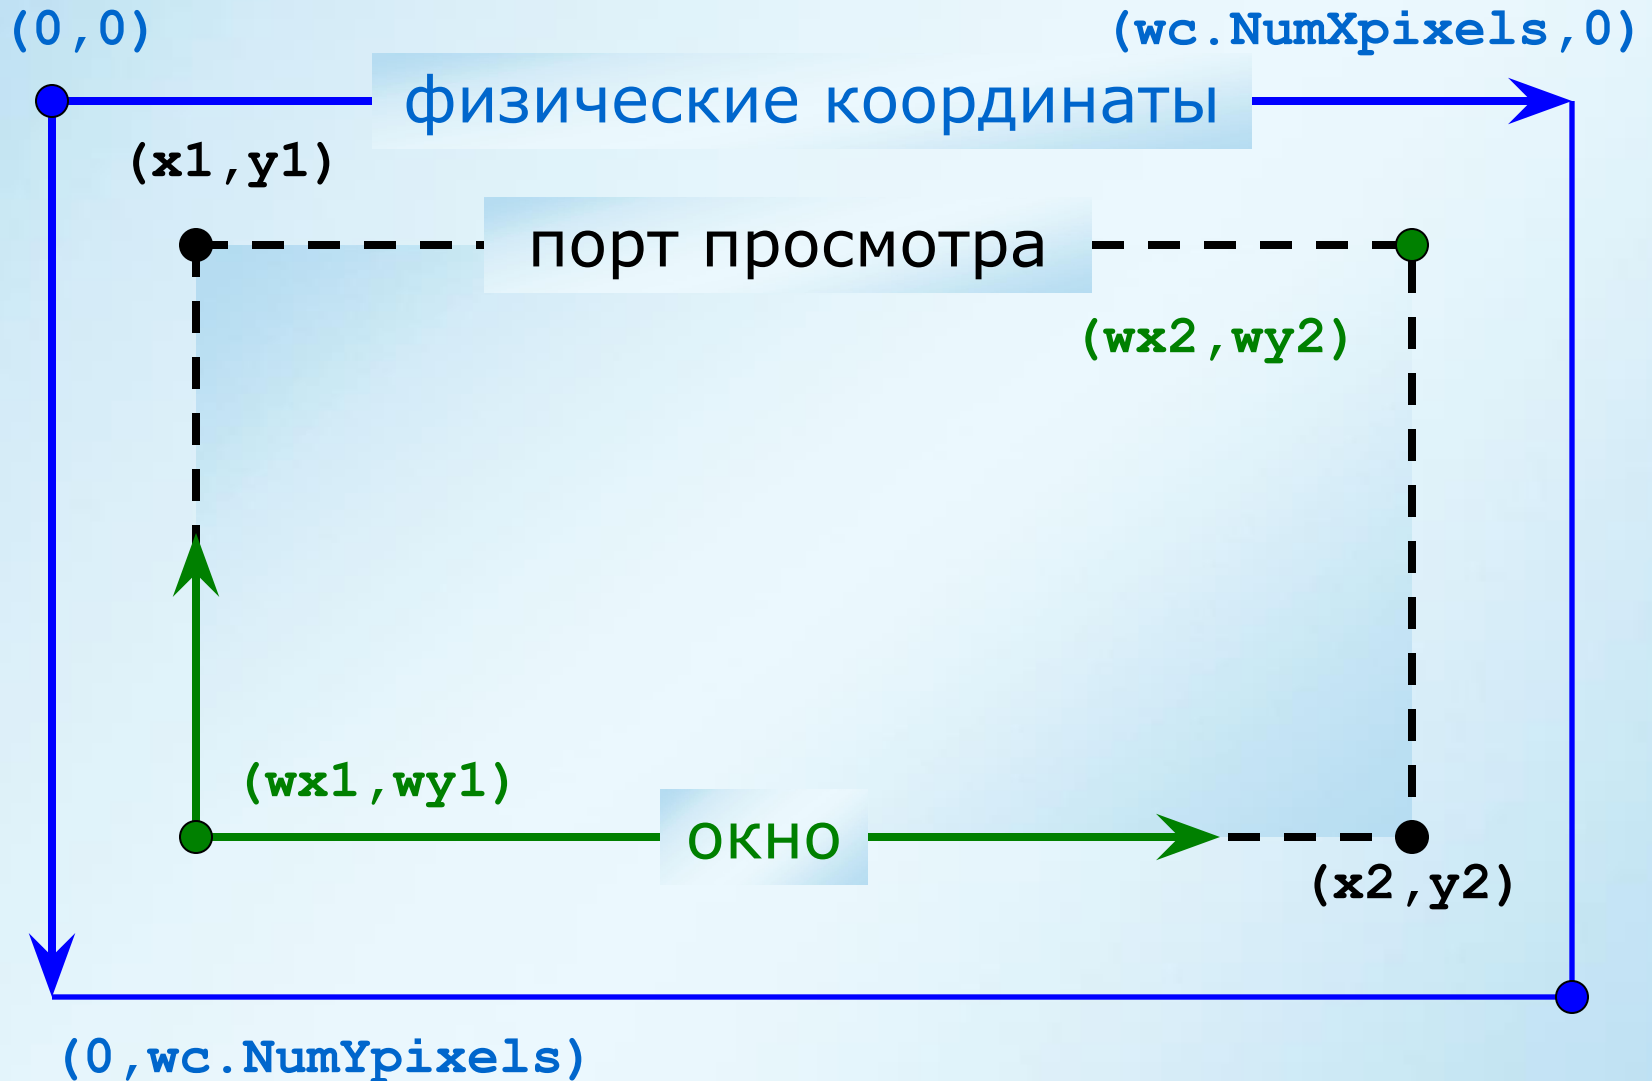 (0,0)
(wc.NumXpixels,0)
физические координаты
(x1,y1)
порт просмотра
(wx2,wy2)
(wx1,wy1)
окно
(x2,y2)
(0,wc.NumYpixels)